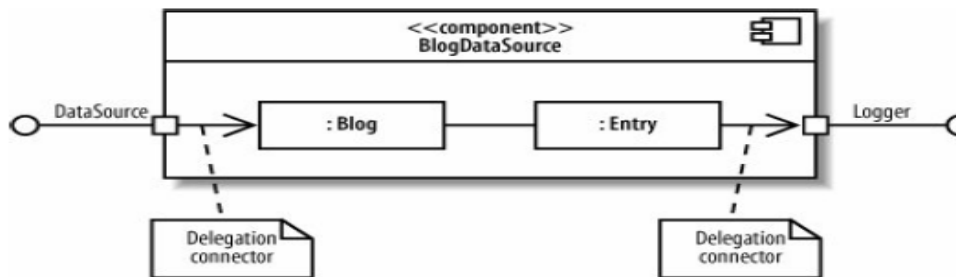 <<component>>
BlogDataSource
DataSource
: Blog
: Entry
Logger
Delegation
connector
Delegation
connector